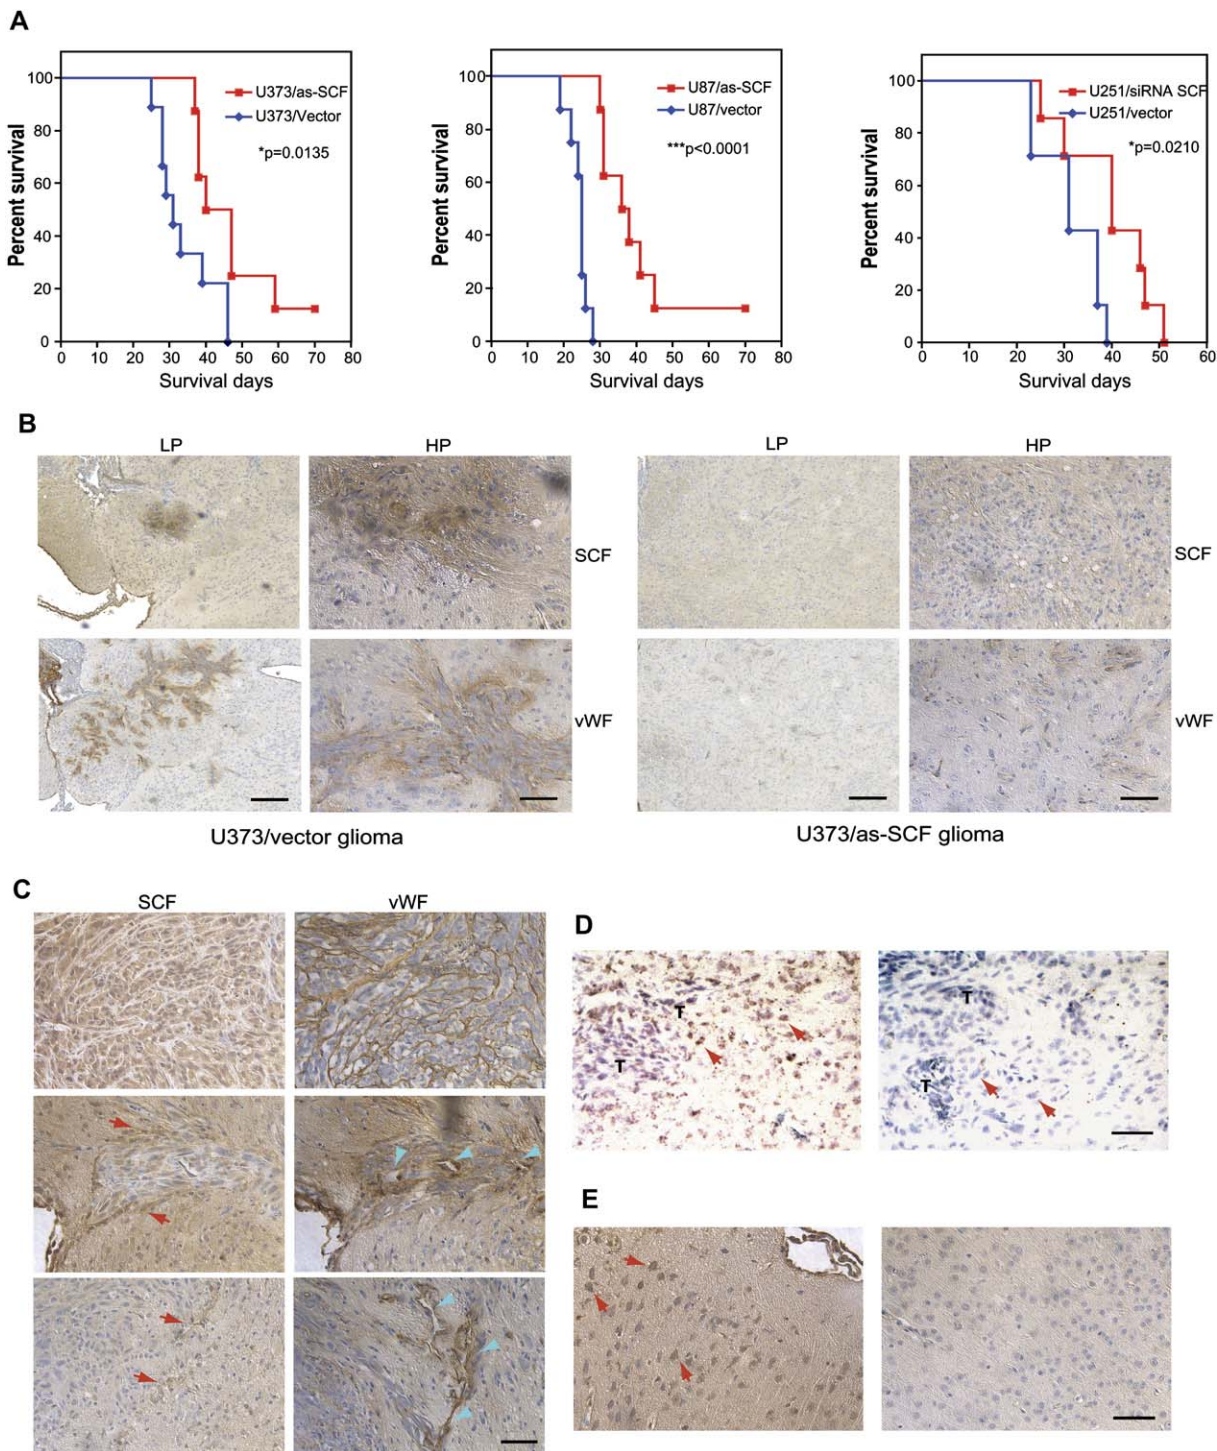 A
U373/as-SCF
U373/Vector
*p=0.0135
Percent survival
100
80
60
40
20
0
0 10 20 30 40 50 60 70 80
Survival days
U87/as-SCF
U87/vector
***p<0.0001
Percent survival
100
80
60
40
20
0
0 10 20 30 40 50 60 70 80
Survival days
U251/siRNA SCF
U251/vector
*p=0.0210
Percent survival
100
80
60
40
20
0
0 10 20 30 40 50 60
Survival days
B
LP HP LP HP
SCF SCF
vWF vWF
U373/vector glioma U373/as-SCF glioma
C
SCF vWF
D
T
T
T
T
E